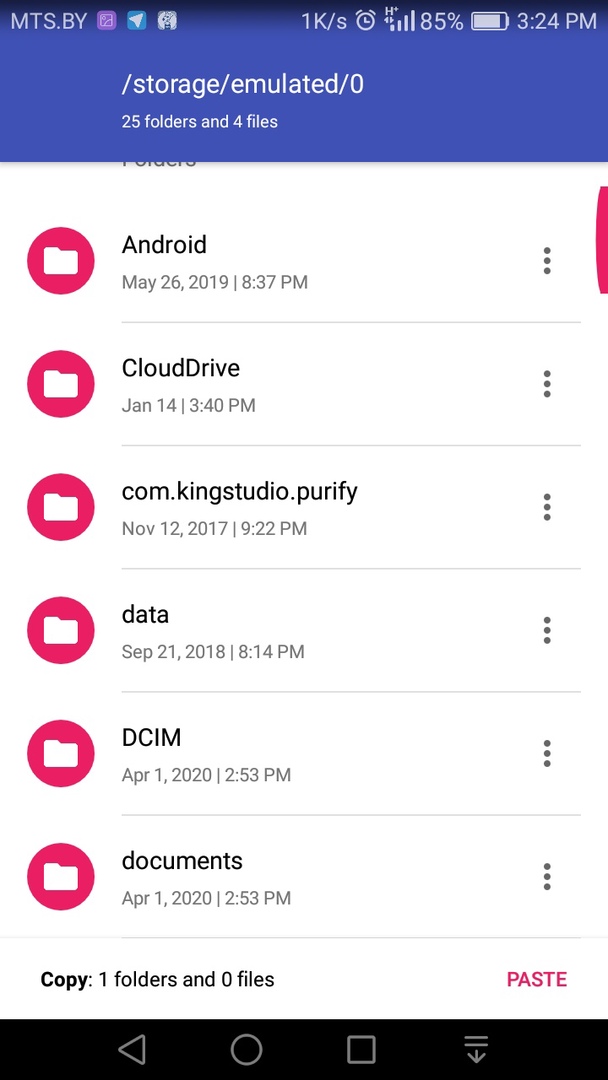 MTS.BY 1K/s H+ 85% 3:24 PM
/storage/emulated/0
25 folders and 4 files
Folders
Android
May 26, 2019 | 8:37 PM
CloudDrive
Jan 14 | 3:40 PM
com.kingstudio.purify
Nov 12, 2017 | 9:22 PM
data
Sep 21, 2018 | 8:14 PM
DCIM
Apr 1, 2020 | 2:53 PM
documents
Apr 1, 2020 | 2:53 PM
Copy: 1 folders and 0 files PASTE